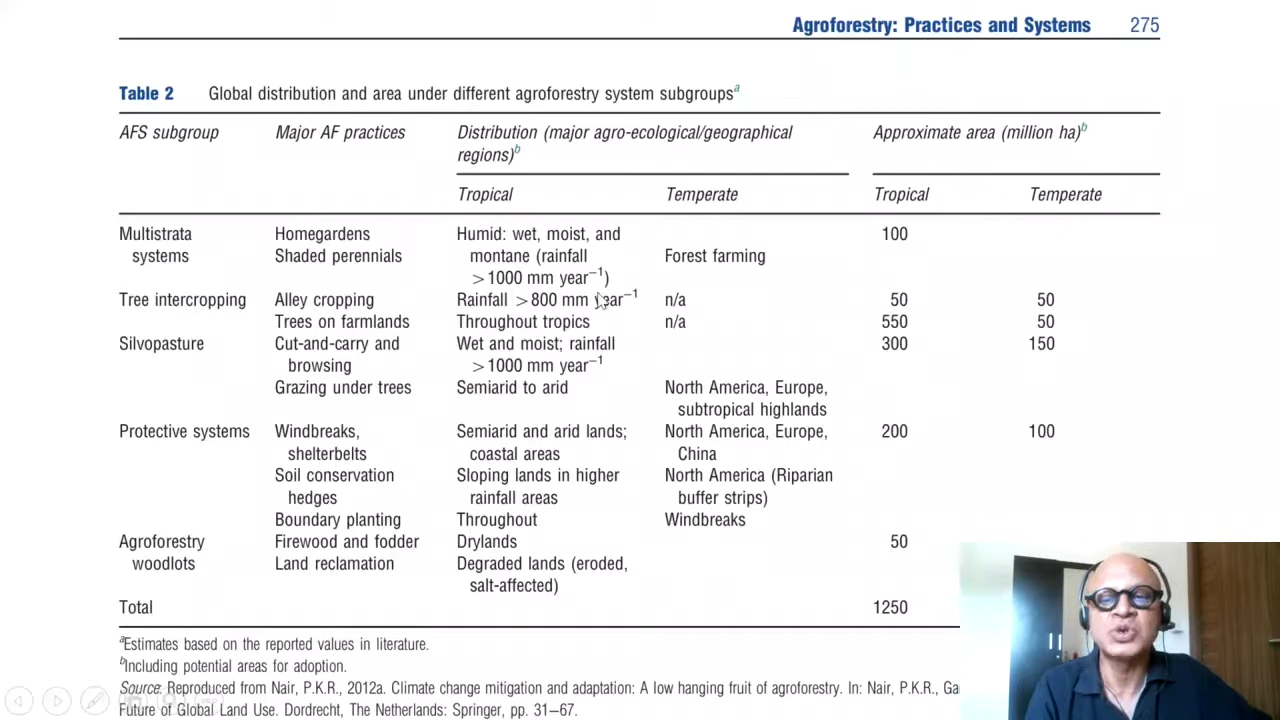 Agroforestry: Practices and Systems 275
Table 2 Global distribution and area under different agroforestry system subgroupsᵃ
AFS subgroup Major AF practices Distribution (major agro-ecological/geographical Approximate area (million ha)ᵇ
regions)ᵇ
Tropical Temperate Tropical Temperate
Multistrata Homegardens Humid: wet, moist, and 100
systems Shaded perennials montane (rainfall Forest farming
>1000 mm year⁻¹)
Tree intercropping Alley cropping Rainfall >800 mm year⁻¹ n/a 50 50
Trees on farmlands Throughout tropics n/a 550 50
Silvopasture Cut-and-carry and Wet and moist; rainfall 300 150
browsing >1000 mm year⁻¹
Grazing under trees Semiarid to arid North America, Europe,
subtropical highlands
Protective systems Windbreaks, Semiarid and arid lands; North America, Europe, 200 100
shelterbelts coastal areas China
Soil conservation Sloping lands in higher North America (Riparian
hedges rainfall areas buffer strips)
Boundary planting Throughout Windbreaks
Agroforestry Firewood and fodder Drylands 50
woodlots Land reclamation Degraded lands (eroded,
salt-affected)
Total 1250
ᵃEstimates based on the reported values in literature.
ᵇIncluding potential areas for adoption.
Source: Reproduced from Nair, P.K.R., 2012a. Climate change mitigation and adaptation: A low hanging fruit of agroforestry. In: Nair, P.K.R., Ga
Future of Global Land Use. Dordrecht, The Netherlands: Springer, pp. 31–67.